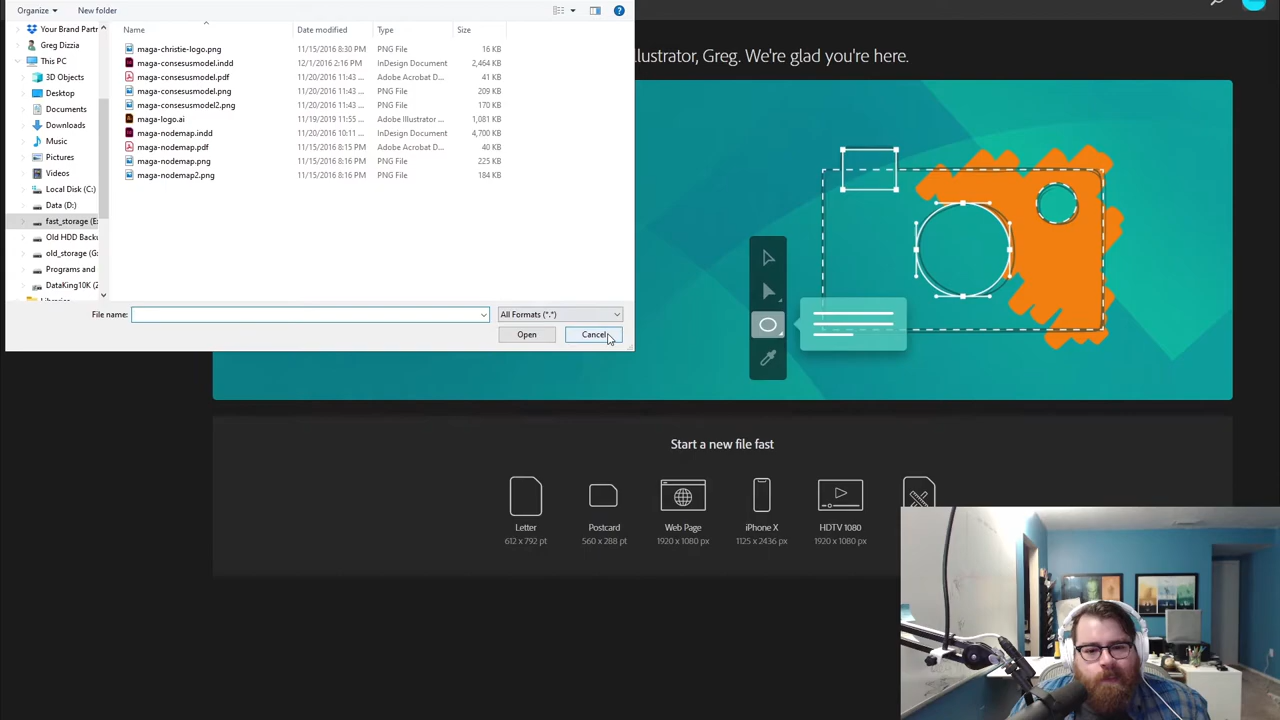 Organize
New folder
Your Brand Partn
Greg Dizzia
This PC
3D Objects
Desktop
Documents
Downloads
Music
Pictures
Videos
Local Disk (C:)
Data (D:)
fast_storage (E:
Old HDD Backu
old_storage (G:
Programs and
DataKing10K (Z
Name Date modified Type Size
maga-christie-logo.png 11/15/2016 8:30 PM PNG File 16 KB
maga-consesusmodel.indd 12/1/2016 2:16 PM InDesign Document 2,464 KB
maga-consesusmodel.pdf 11/20/2016 11:43 ... Adobe Acrobat D... 41 KB
maga-consesusmodel.png 11/20/2016 11:43 ... PNG File 209 KB
maga-consesusmodel2.png 11/20/2016 11:43 ... PNG File 170 KB
maga-logo.ai 11/19/2019 11:55 ... Adobe Illustrator ... 1,081 KB
maga-nodemap.indd 11/20/2016 10:11 ... InDesign Document 4,700 KB
maga-nodemap.pdf 11/15/2016 8:15 PM Adobe Acrobat D... 40 KB
maga-nodemap.png 11/15/2016 8:16 PM PNG File 225 KB
maga-nodemap2.png 11/15/2016 8:16 PM PNG File 184 KB
File name: All Formats (*.*)
Open Cancel
llustrator, Greg. We're glad you're here.
Start a new file fast
Letter Postcard Web Page iPhone X HDTV 1080
612 x 792 pt 560 x 288 pt 1920 x 1080 px 1125 x 2436 px 1920 x 1080 px